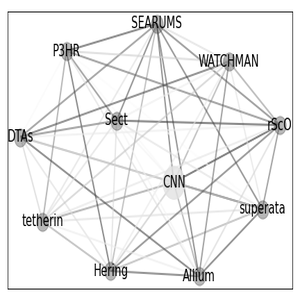 SEARUMS
P3HR
WATCHMAN
Sect
rScO
DTAs
CNN
superata
tetherin
Hering
Allium